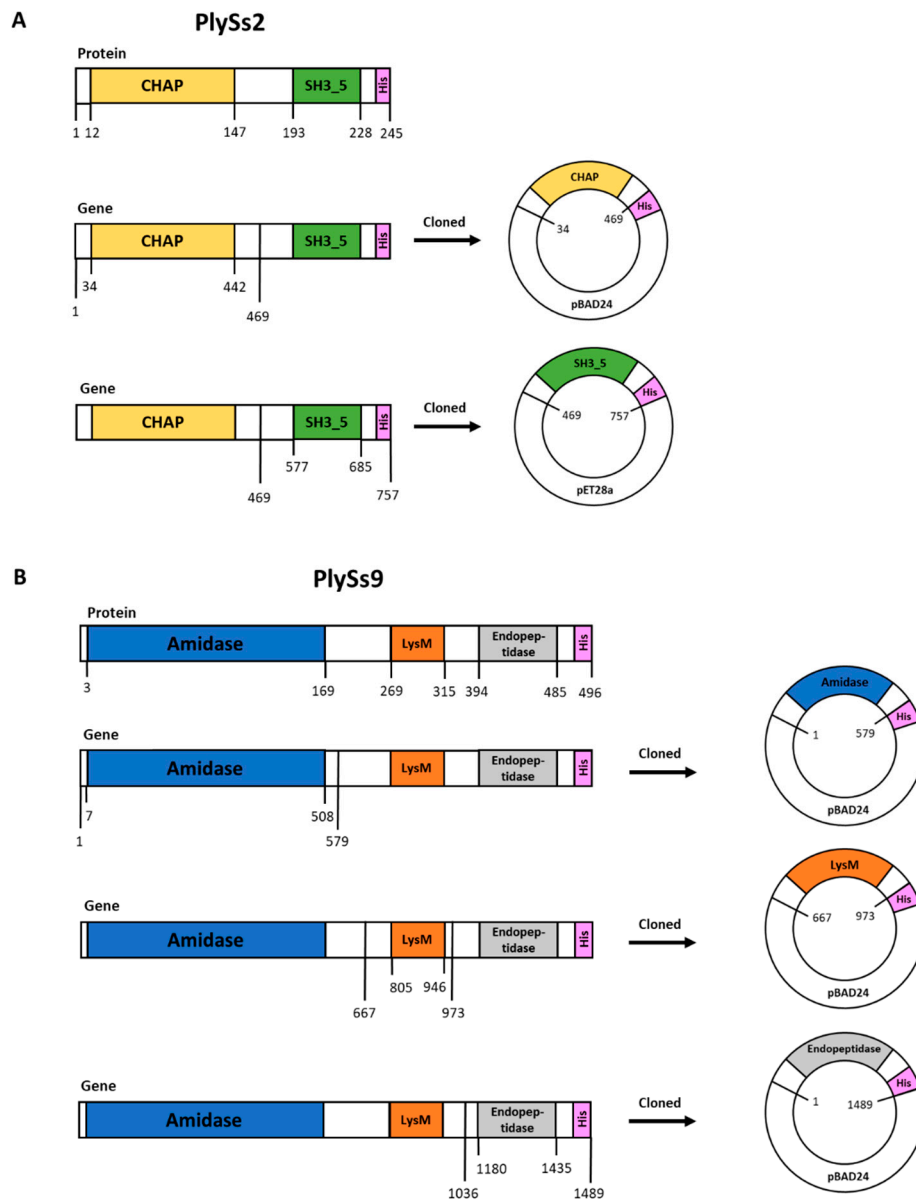 A
PlySs2
Protein
CHAP
SH3_5
His
1 12 147 193 228 245
Gene
CHAP
SH3_5
His
34 442
1 469
Cloned
CHAP
His
34 469
pBAD24
Gene
CHAP
SH3_5
His
577 685
469 757
Cloned
SH3_5
His
469 757
pET28a
B
PlySs9
Protein
Amidase
LysM
Endopep-
tidase
His
3 169 269 315 394 485 496
Gene
Amidase
LysM
Endopep-
tidase
His
7 508
1 579
Cloned
Amidase
His
1 579
pBAD24
Gene
Amidase
LysM
Endopep-
tidase
His
805 946
667 973
Cloned
LysM
His
667 973
pBAD24
Gene
Amidase
LysM
Endopep-
tidase
His
1180 1435
1036 1489
Cloned
Endopeptidase
His
1 1489
pBAD24